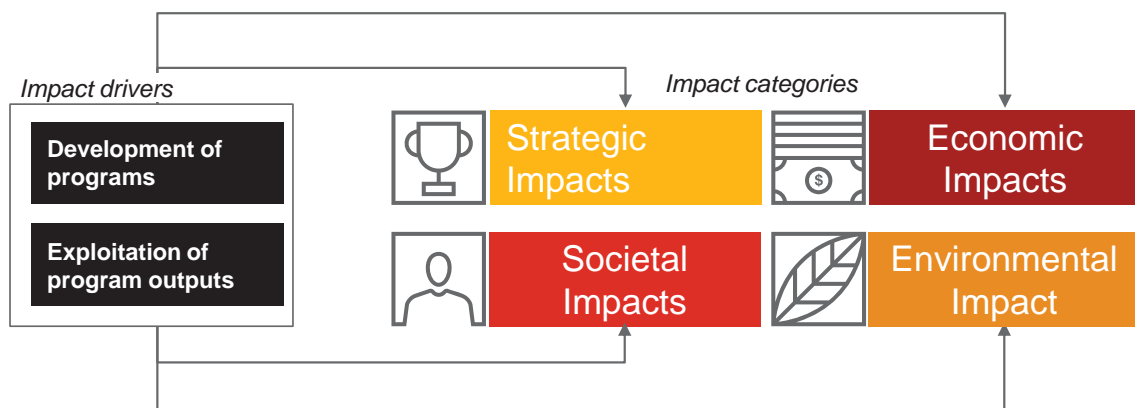 Impact drivers
Development of
programs
Exploitation of
program outputs
Impact categories
Strategic
Impacts
$
Economic
Impacts
Societal
Impacts
Environmental
Impact